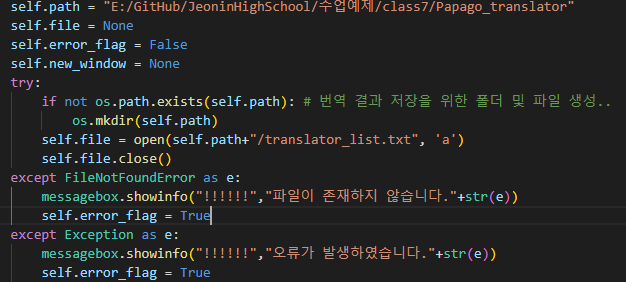 self.path = "E:/GitHub/JeoninHighSchool/수업예제/class7/Papago_translator"
self.file = None
self.error_flag = False
self.new_window = None
try:
    if not os.path.exists(self.path): # 번역 결과 저장을 위한 폴더 및 파일 생성..
        os.mkdir(self.path)
    self.file = open(self.path+"/translator_list.txt", 'a')
    self.file.close()
except FileNotFoundError as e:
    messagebox.showinfo("!!!!!!","파일이 존재하지 않습니다."+str(e))
    self.error_flag = True
except Exception as e:
    messagebox.showinfo("!!!!!!","오류가 발생하였습니다."+str(e))
    self.error_flag = True